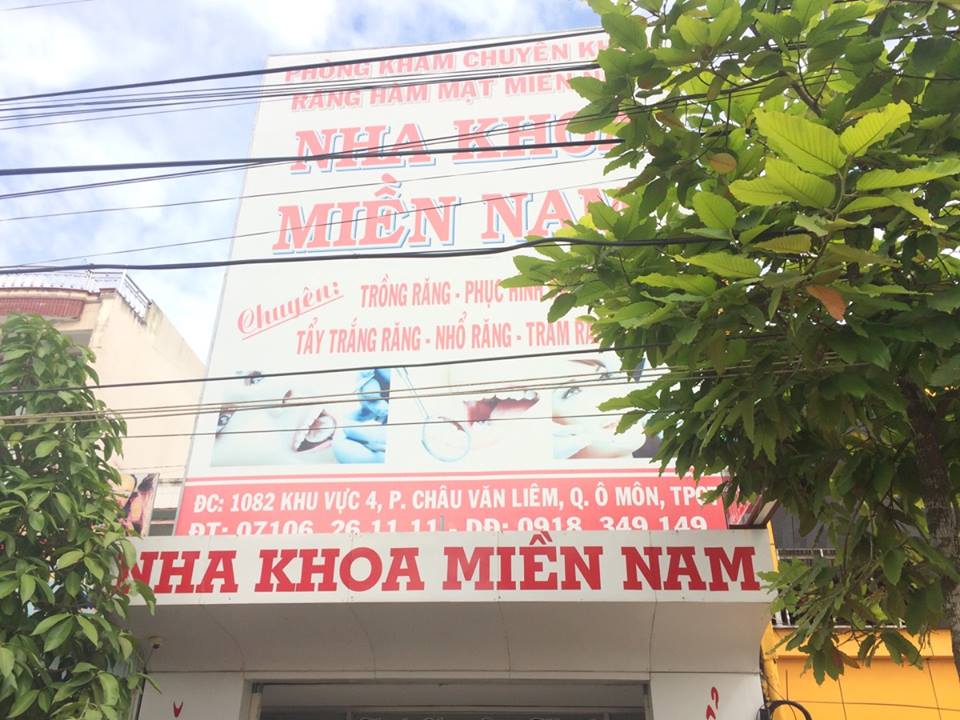 PHÒNG KHÁM CHUYÊN
RĂNG HÀM MẶT MIỀN
NHA KHOA
MIỀN NAM
Chuyên:
TRỒNG RĂNG - PHỤC HÌNH
TẨY TRẮNG RĂNG - NHỔ RĂNG - TRÁM
ĐC: 1082 KHU VỰC 4, P. CHÂU VĂN LIÊM, Q. Ô MÔN, TPCT
ĐT: 07106. 26 11 11 - DĐ: 0918. 349 149
NHA KHOA MIỀN NAM